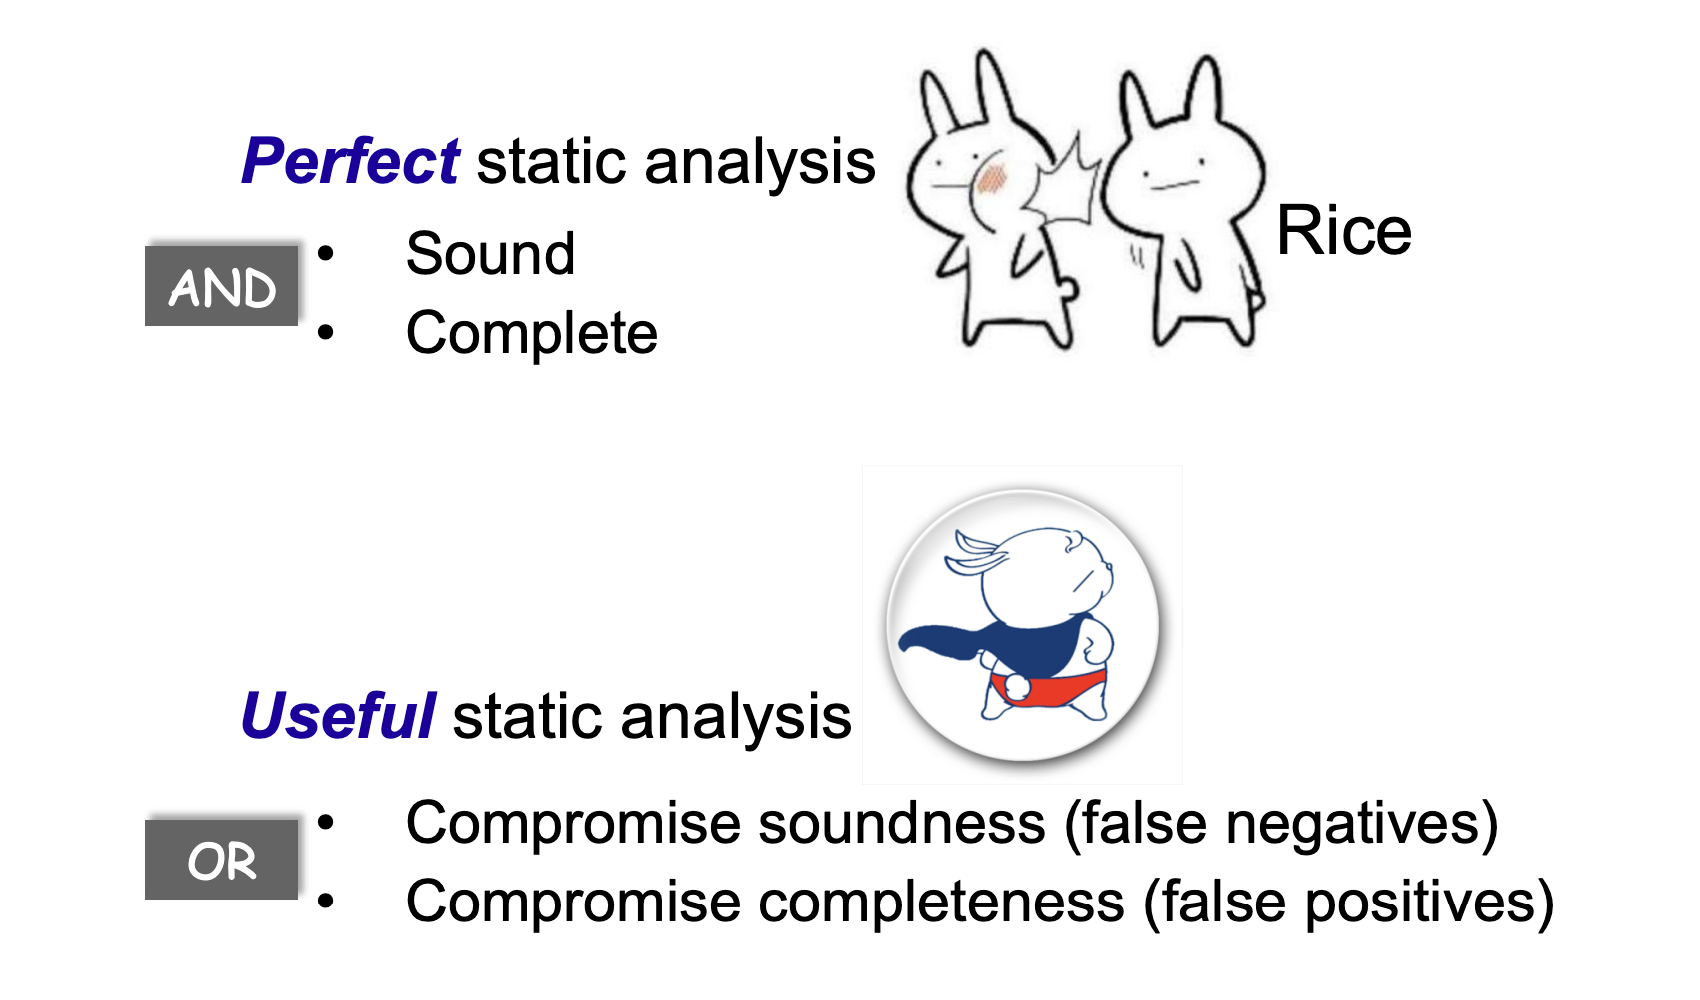 Perfect static analysis
Rice
AND
• Sound
• Complete
Useful static analysis
OR
• Compromise soundness (false negatives)
• Compromise completeness (false positives)